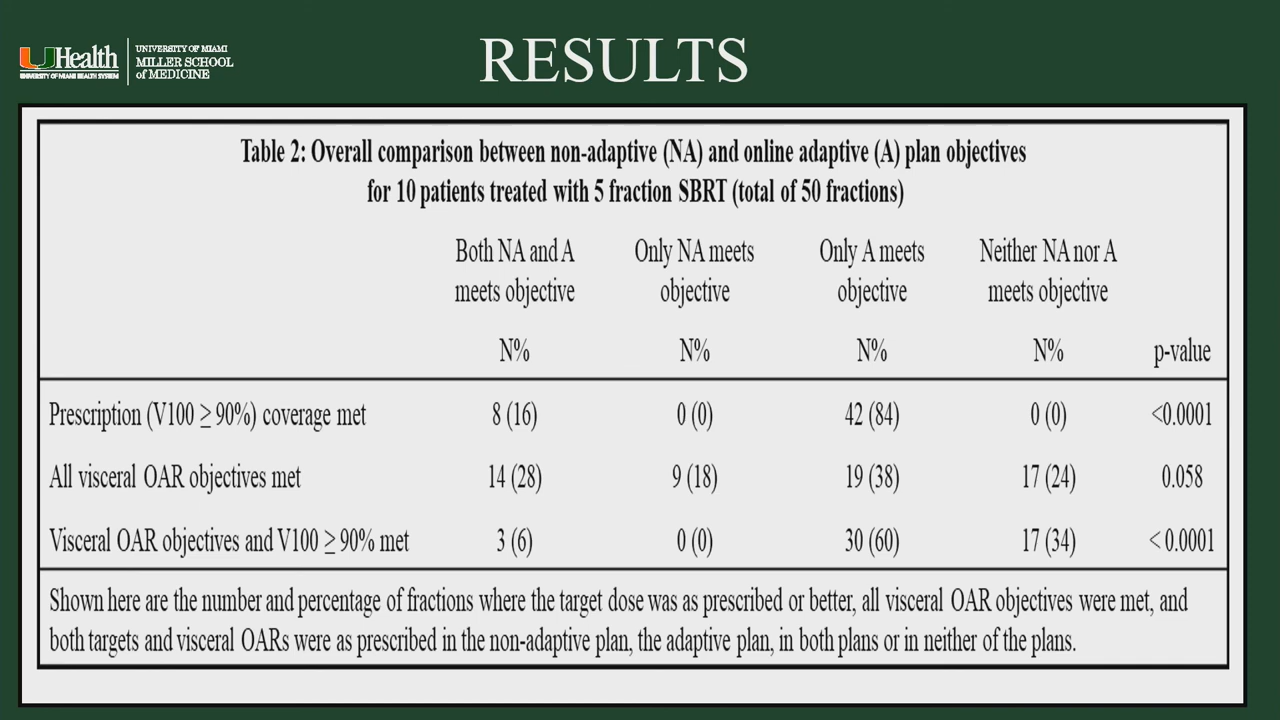 UHealth
UNIVERSITY OF MIAMI HEALTH SYSTEM
UNIVERSITY OF MIAMI
MILLER SCHOOL
of MEDICINE
RESULTS
Table 2: Overall comparison between non-adaptive (NA) and online adaptive (A) plan objectives
for 10 patients treated with 5 fraction SBRT (total of 50 fractions)
Both NA and A meets objective Only NA meets objective Only A meets objective Neither NA nor A meets objective
N% N% N% N% p-value
Prescription (V100 ≥ 90%) coverage met 8 (16) 0 (0) 42 (84) 0 (0) <0.0001
All visceral OAR objectives met 14 (28) 9 (18) 19 (38) 17 (24) 0.058
Visceral OAR objectives and V100 ≥ 90% met 3 (6) 0 (0) 30 (60) 17 (34) < 0.0001
Shown here are the number and percentage of fractions where the target dose was as prescribed or better, all visceral OAR objectives were met, and
both targets and visceral OARs were as prescribed in the non-adaptive plan, the adaptive plan, in both plans or in neither of the plans.